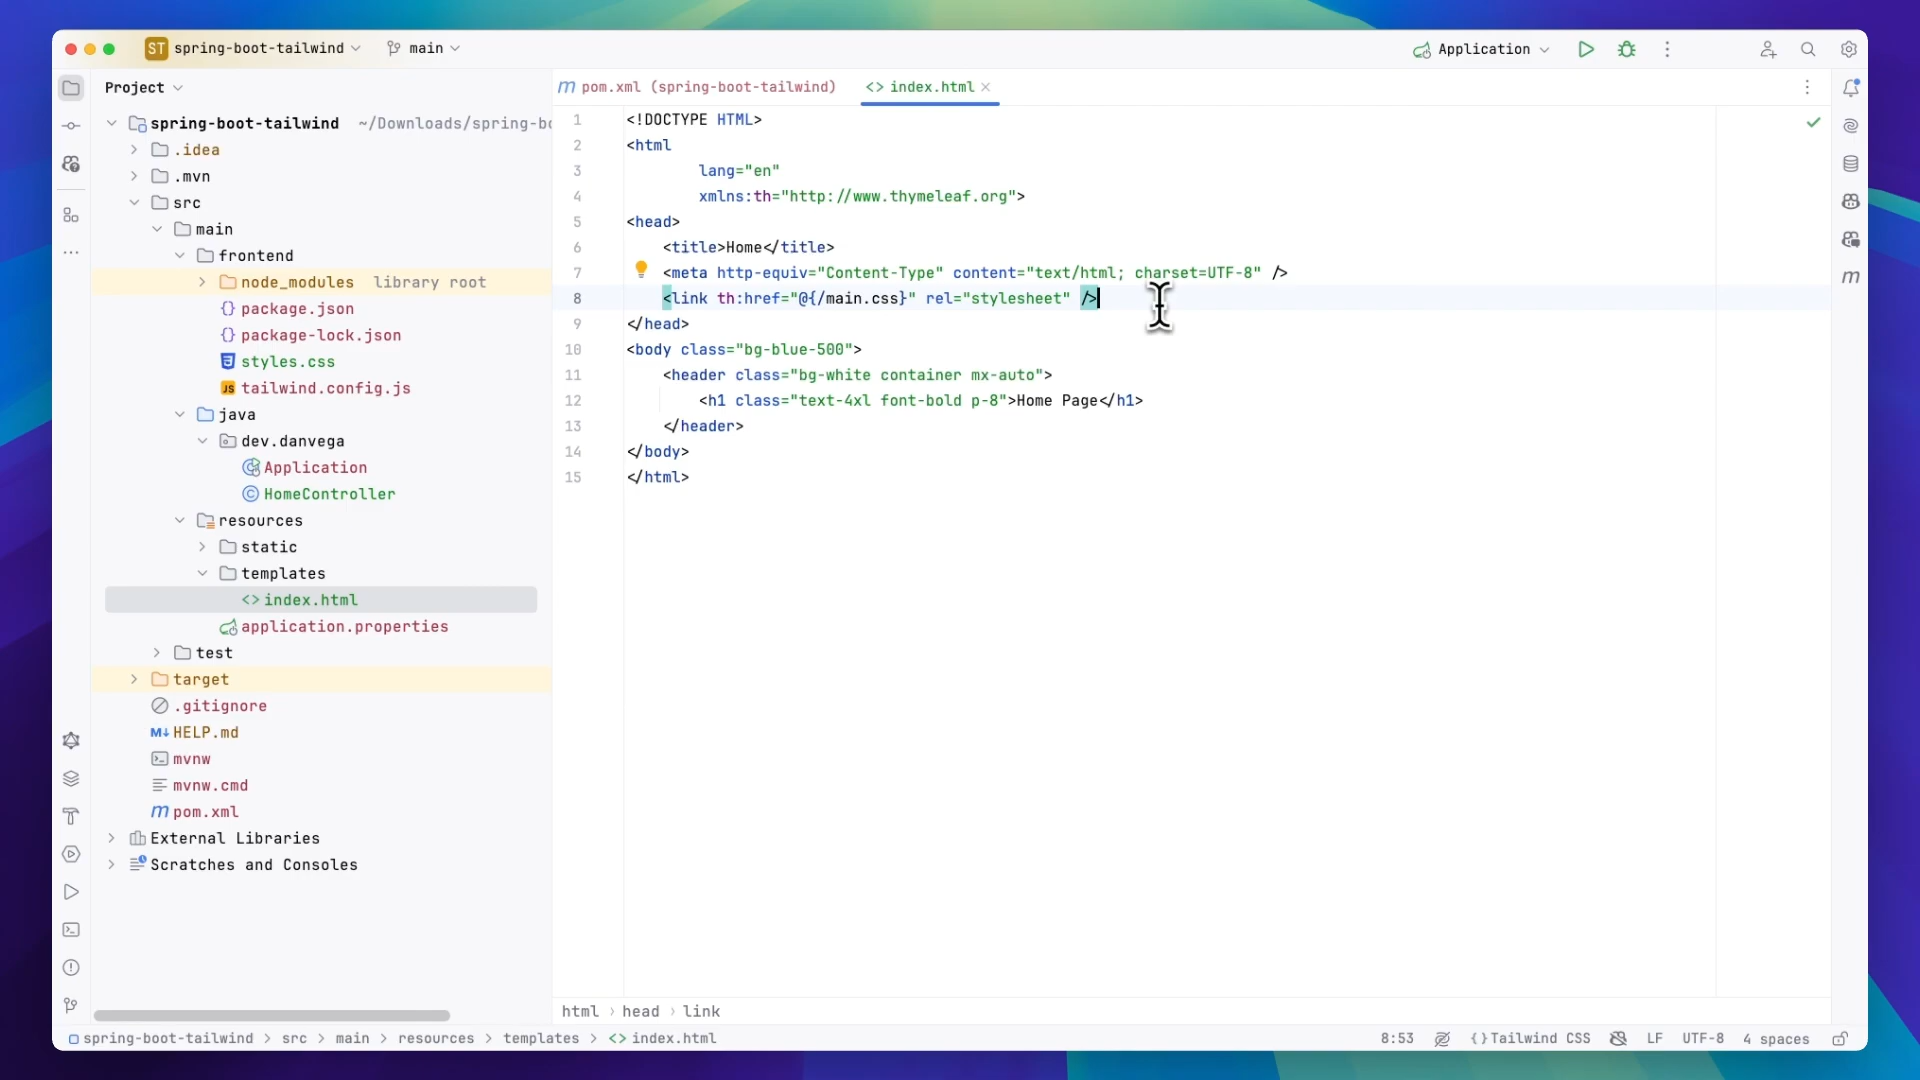 ST spring-boot-tailwind main Application
Project
pom.xml (spring-boot-tailwind) index.html
spring-boot-tailwind ~/Downloads/spring-bo
.idea
.mvn
src
main
frontend
node_modules library root
package.json
package-lock.json
styles.css
JS tailwind.config.js
java
dev.danvega
Application
HomeController
resources
static
templates
index.html
application.properties
test
target
.gitignore
M↓ HELP.md
mvnw
mvnw.cmd
m pom.xml
External Libraries
Scratches and Consoles
1 <!DOCTYPE HTML>
2 <html
3 lang="en"
4 xmlns:th="http://www.thymeleaf.org">
5 <head>
6 <title>Home</title>
7 <meta http-equiv="Content-Type" content="text/html; charset=UTF-8" />
8 <link th:href="@{/main.css}" rel="stylesheet" />
9 </head>
10 <body class="bg-blue-500">
11 <header class="bg-white container mx-auto">
12 <h1 class="text-4xl font-bold p-8">Home Page</h1>
13 </header>
14 </body>
15 </html>
html › head › link
spring-boot-tailwind > src > main > resources > templates > <> index.html
8:53 {} Tailwind CSS LF UTF-8 4 spaces